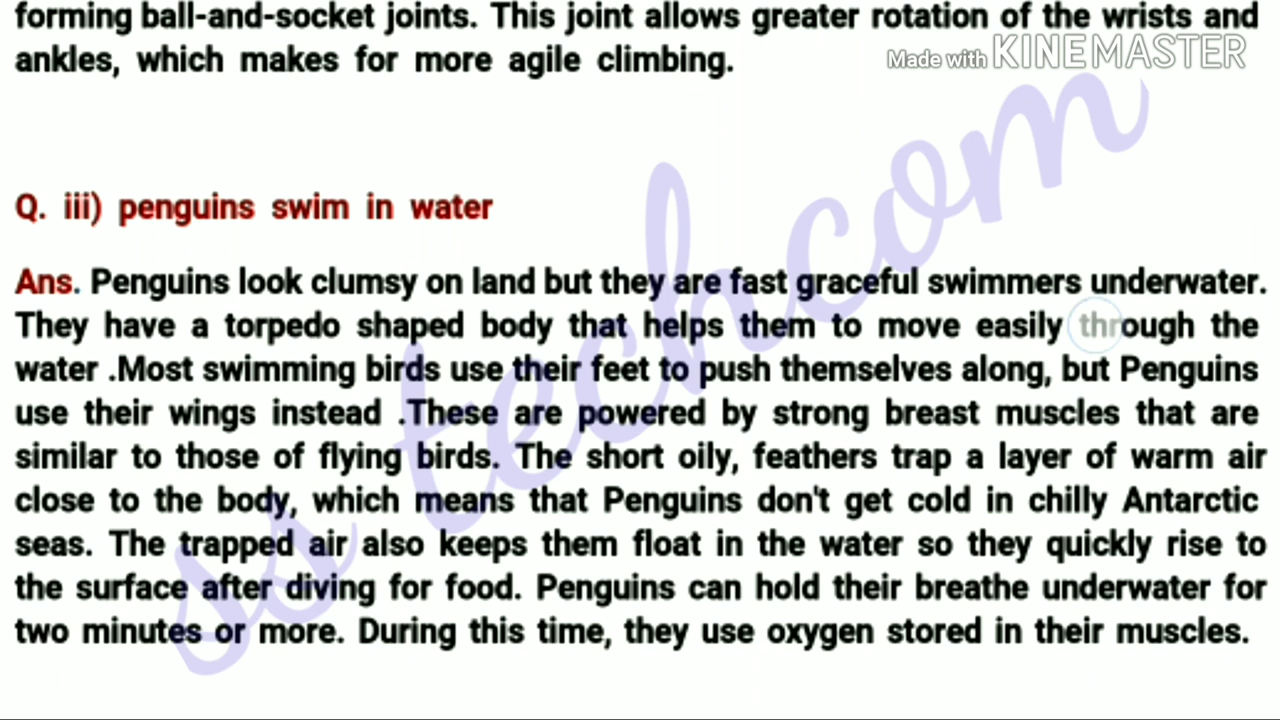 forming ball-and-socket joints. This joint allows greater rotation of the wrists and
ankles, which makes for more agile climbing.
Made with KINEMASTER
Q. iii) penguins swim in water
Ans. Penguins look clumsy on land but they are fast graceful swimmers underwater.
They have a torpedo shaped body that helps them to move easily through the
water .Most swimming birds use their feet to push themselves along, but Penguins
use their wings instead .These are powered by strong breast muscles that are
similar to those of flying birds. The short oily, feathers trap a layer of warm air
close to the body, which means that Penguins don't get cold in chilly Antarctic
seas. The trapped air also keeps them float in the water so they quickly rise to
the surface after diving for food. Penguins can hold their breathe underwater for
two minutes or more. During this time, they use oxygen stored in their muscles.
ss techcom